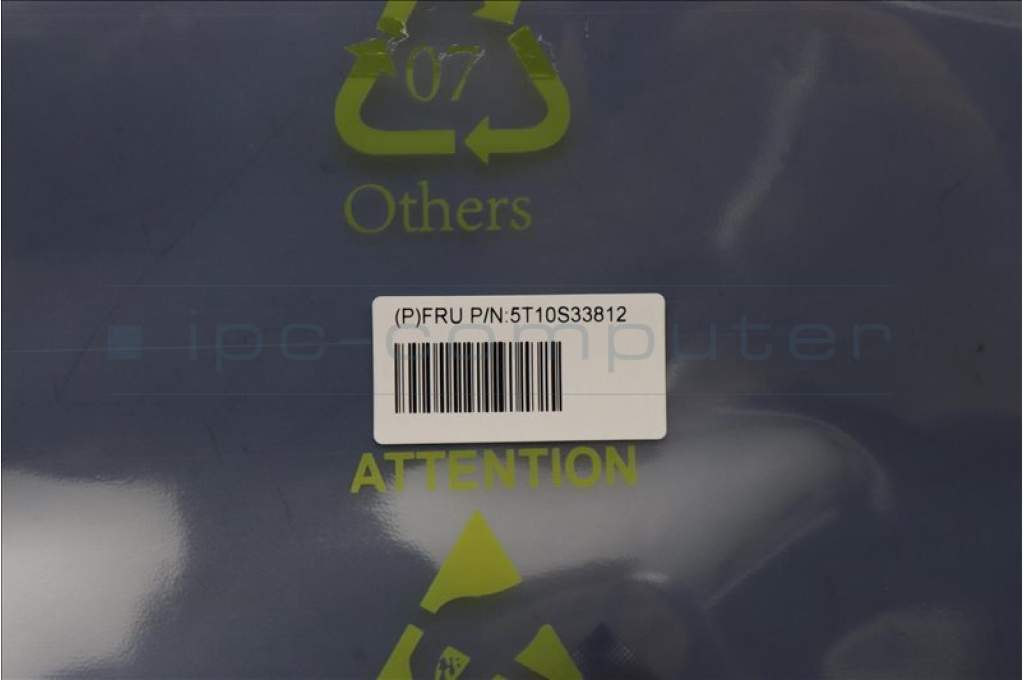 07
Others
(P)FRU P/N:5T10S33812
ipc-computer
ATTENTION